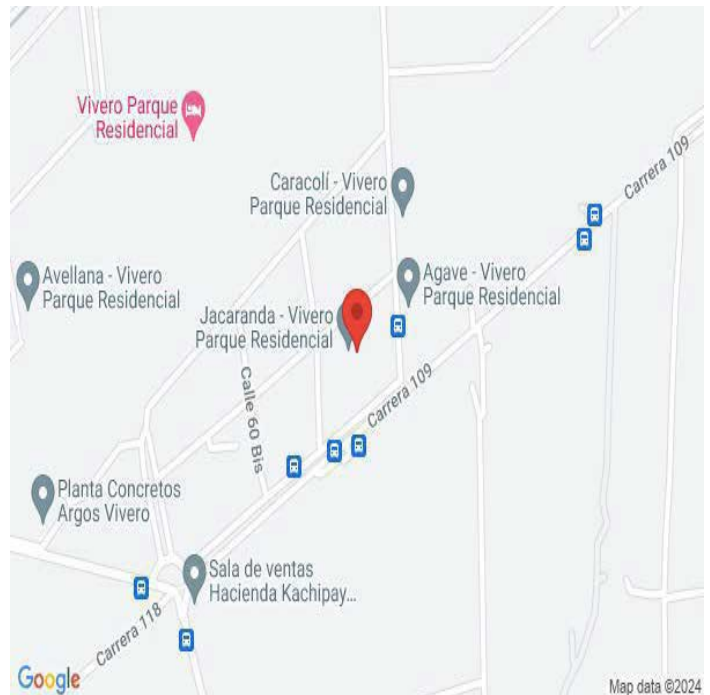 Vivero Parque
Residencial
Carrera 109
Caracolí - Vivero
Parque Residencial
Avellana - Vivero
Parque Residencial
Agave - Vivero
Parque Residencial
Jacaranda - Vivero
Parque Residencial
Carrera 109
Calle 60 Bis
Planta Concretos
Argos Vivero
Sala de ventas
Hacienda Kachipay...
Carrera 118
Google
Map data ©2024